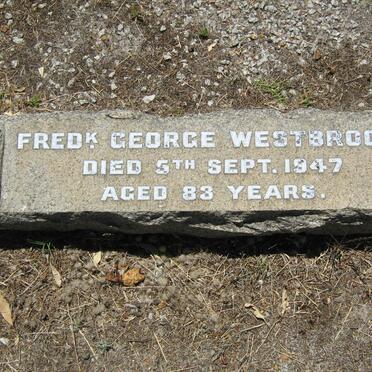 FREDK GEORGE WESTBROO
DIED 5TH SEPT. 1947
AGED 83 YEARS.